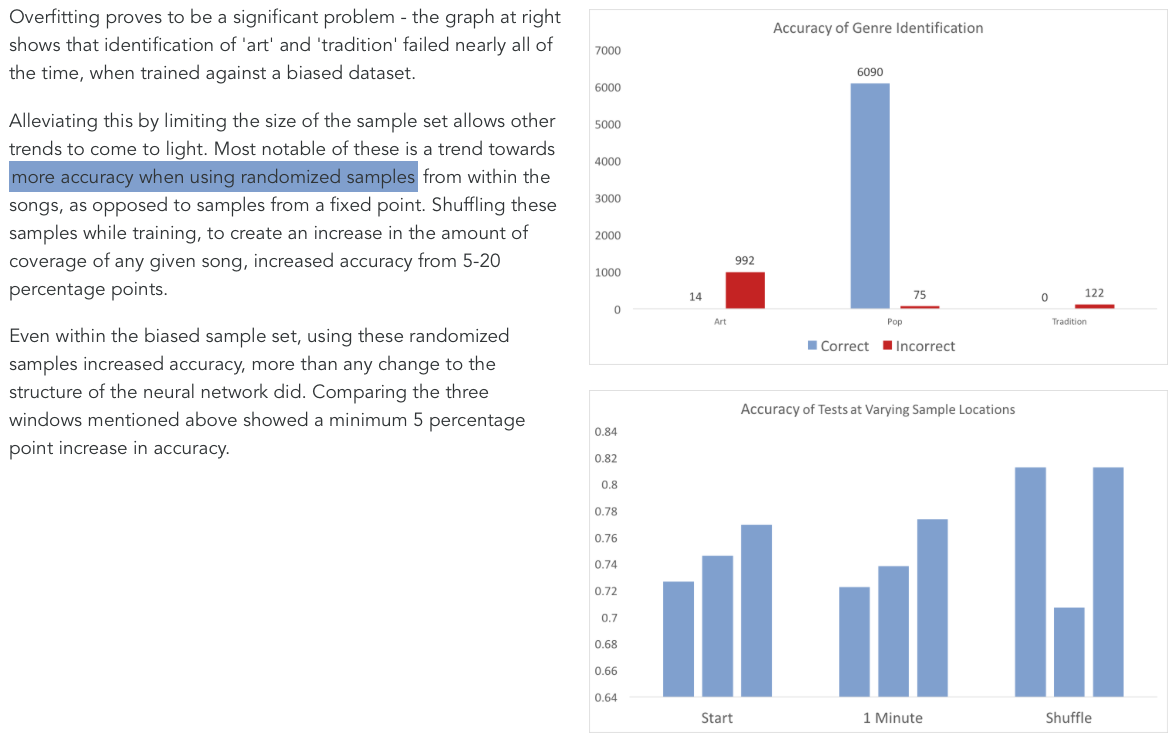 Overfitting proves to be a significant problem - the graph at right
shows that identification of 'art' and 'tradition' failed nearly all of
the time, when trained against a biased dataset.
Alleviating this by limiting the size of the sample set allows other
trends to come to light. Most notable of these is a trend towards
more accuracy when using randomized samples from within the
songs, as opposed to samples from a fixed point. Shuffling these
samples while training, to create an increase in the amount of
coverage of any given song, increased accuracy from 5-20
percentage points.
Even within the biased sample set, using these randomized
samples increased accuracy, more than any change to the
structure of the neural network did. Comparing the three
windows mentioned above showed a minimum 5 percentage
point increase in accuracy.
Accuracy of Genre Identification
7000
6000
5000
4000
3000
2000
1000
0
14
992
6090
75
0
122
Art
Pop
Tradition
Correct
Incorrect
Accuracy of Tests at Varying Sample Locations
0.84
0.82
0.8
0.78
0.76
0.74
0.72
0.7
0.68
0.66
0.64
Start
1 Minute
Shuffle